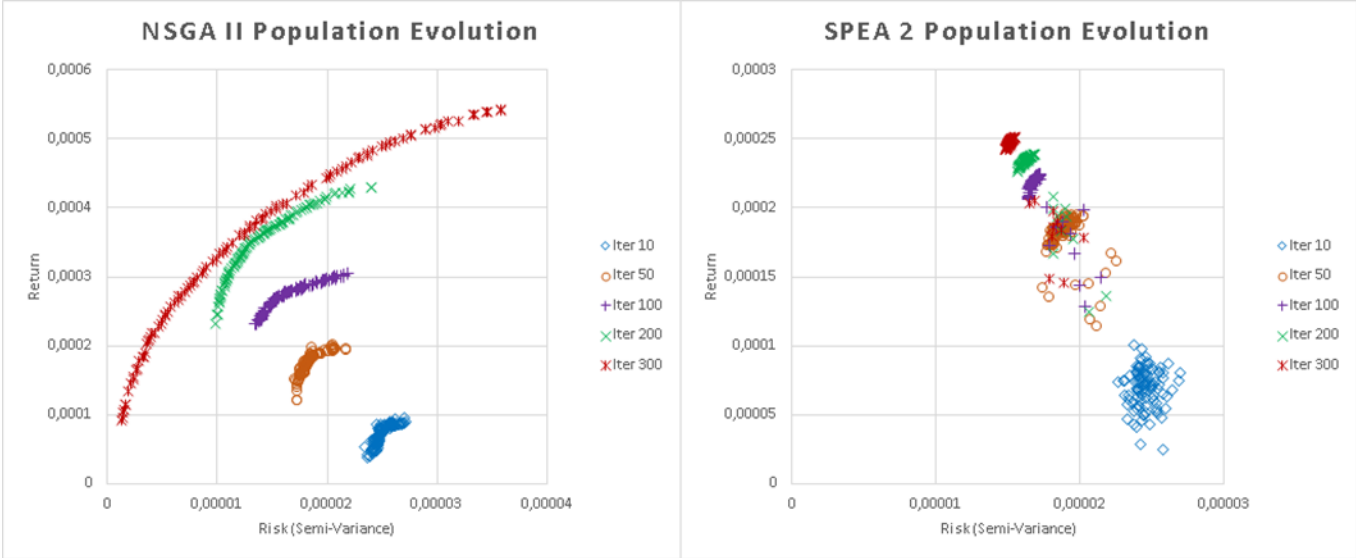 NSGA II Population Evolution
0,0006
0,0005
0,0004
0,0003
0,0002
0,0001
0
Return
0
0,00001
0,00002
0,00003
0,00004
Risk (Semi-Variance)
Iter 10
Iter 50
Iter 100
Iter 200
Iter 300
SPEA 2 Population Evolution
0,0003
0,00025
0,0002
0,00015
0,0001
0,00005
0
Return
0
0,00001
0,00002
0,00003
Risk (Semi-Variance)
Iter 10
Iter 50
Iter 100
Iter 200
Iter 300